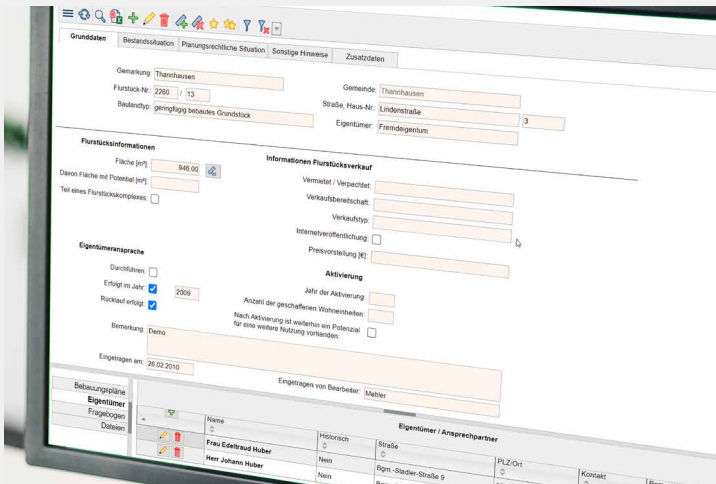 Grunddaten Bestandssituation Planungsrechtliche Situation Sonstige Hinweise Zusatzdaten
Gemarkung: Thannhausen
Gemeinde: Thannhausen
Flurstück-Nr.: 2260 / 13
Straße, Haus-Nr.: Lindenstraße 3
Baulandtyp: geringfügig bebautes Grundstück
Eigentümer: Fremdeigentum
Flurstücksinformationen
Fläche [m²]: 946,00
Davon Fläche mit Potential [m²]:
Teil eines Flurstückskomplexes:
Informationen Flurstücksverkauf
Vermietet / Verpachtet:
Verkaufsbereitschaft:
Verkaufstyp:
Internetveröffentlichung:
Preisvorstellung [€]:
Eigentümeransprache
Durchführen:
Erfolgt im Jahr: 2009
Rücklauf erfolgt:
Aktivierung
Jahr der Aktivierung:
Anzahl der geschaffenen Wohneinheiten:
Nach Aktivierung ist weiterhin ein Potenzial
für eine weitere Nutzung vorhanden:
Bemerkung: Demo
Eingetragen am: 26.02.2010
Eingetragen von Bearbeiter: Mahler
Bebauungspläne
Eigentümer
Fragebogen
Dateien
Eigentümer / Ansprechpartner
Name Historisch Straße PLZ/Ort Kontakt
Frau Edeltraud Huber Nein Bgm.-Stadler-Straße 9
Herr Johann Huber Nein